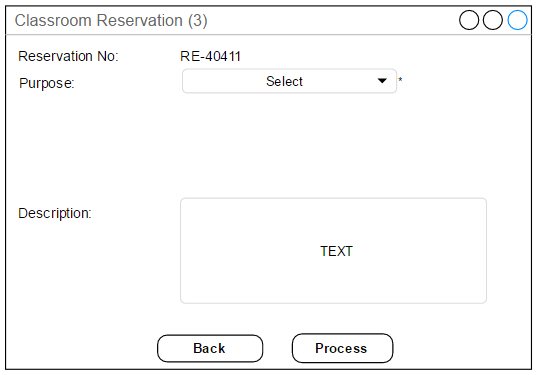 Classroom Reservation (3)
Reservation No: RE-40411
Purpose: Select *
Description: TEXT
Back Process